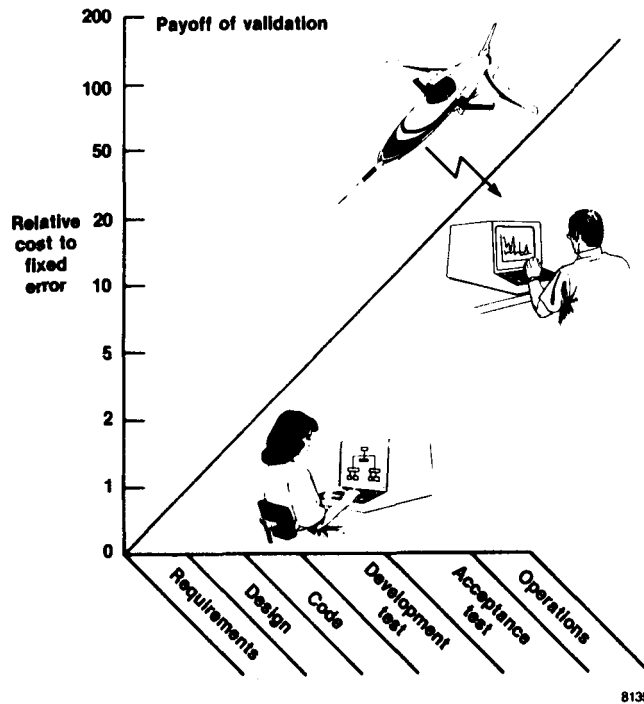 Payoff of validation
200
100
50
20
10
5
2
1
0
Relative
cost to
fixed
error
Requirements
Design
Code
Development
test
Acceptance
test
Operations